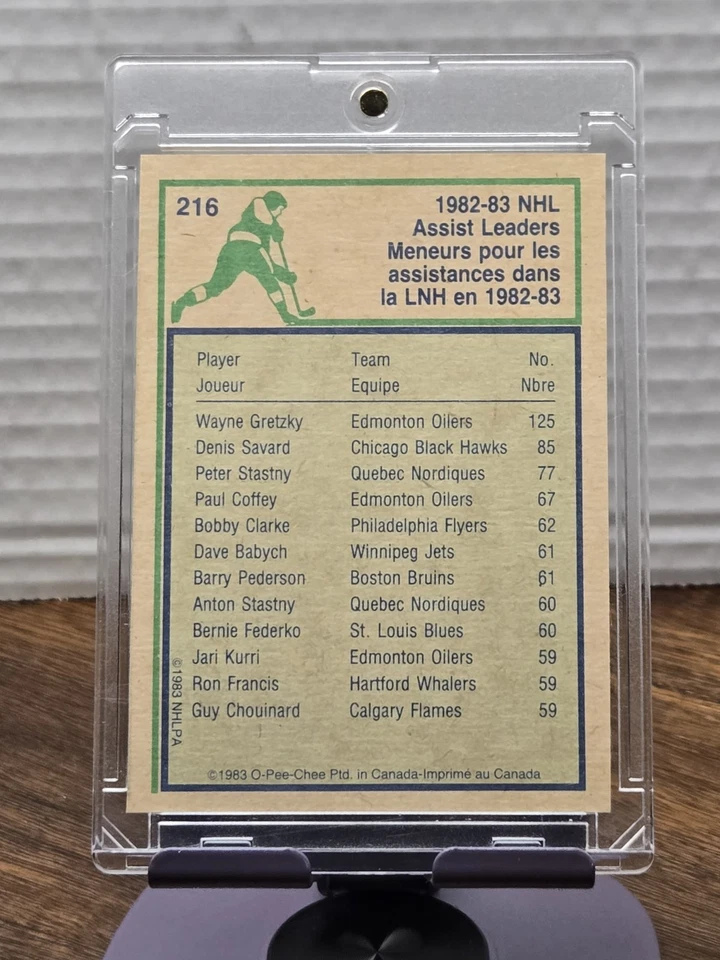 216
1982-83 NHL
Assist Leaders
Meneurs pour les
assistances dans
la LNH en 1982-83
Player Team No.
Joueur Equipe Nbre
Wayne Gretzky Edmonton Oilers 125
Denis Savard Chicago Black Hawks 85
Peter Stastny Quebec Nordiques 77
Paul Coffey Edmonton Oilers 67
Bobby Clarke Philadelphia Flyers 62
Dave Babych Winnipeg Jets 61
Barry Pederson Boston Bruins 61
Anton Stastny Quebec Nordiques 60
Bernie Federko St. Louis Blues 60
Jari Kurri Edmonton Oilers 59
Ron Francis Hartford Whalers 59
Guy Chouinard Calgary Flames 59
©1983 NHLPA
©1983 O-Pee-Chee Ptd. in Canada-Imprimé au Canada